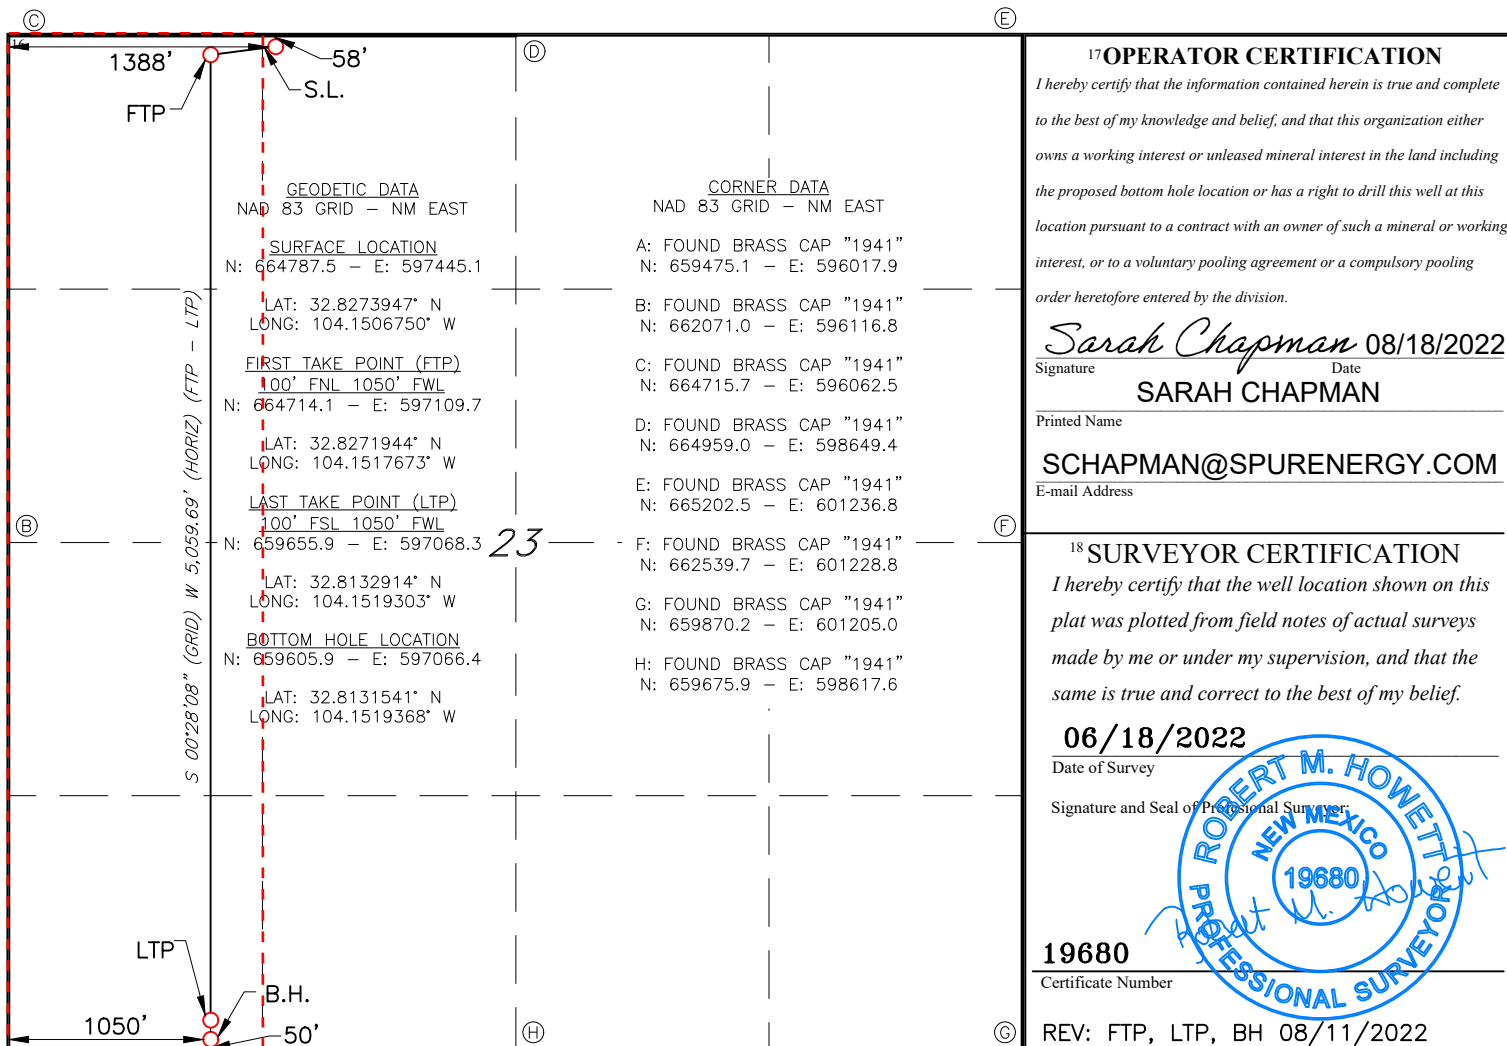 C
E
16
1388'
58'
S.L.
FTP
D
GEODETIC DATA
NAD 83 GRID – NM EAST
SURFACE LOCATION
N: 664787.5 – E: 597445.1
LAT: 32.8273947° N
LONG: 104.1506750° W
FIRST TAKE POINT (FTP)
100' FNL 1050' FWL
N: 664714.1 – E: 597109.7
LAT: 32.8271944° N
LONG: 104.1517673° W
LAST TAKE POINT (LTP)
100' FSL 1050' FWL
N: 659655.9 – E: 597068.3
LAT: 32.8132914° N
LONG: 104.1519303° W
BOTTOM HOLE LOCATION
N: 659605.9 – E: 597066.4
LAT: 32.8131541° N
LONG: 104.1519368° W
S 00°28'08" (GRID) W 5,059.69' (HORIZ) (FTP – LTP)
B
23
F
CORNER DATA
NAD 83 GRID – NM EAST
A: FOUND BRASS CAP "1941"
N: 659475.1 – E: 596017.9
B: FOUND BRASS CAP "1941"
N: 662071.0 – E: 596116.8
C: FOUND BRASS CAP "1941"
N: 664715.7 – E: 596062.5
D: FOUND BRASS CAP "1941"
N: 664959.0 – E: 598649.4
E: FOUND BRASS CAP "1941"
N: 665202.5 – E: 601236.8
F: FOUND BRASS CAP "1941"
N: 662539.7 – E: 601228.8
G: FOUND BRASS CAP "1941"
N: 659870.2 – E: 601205.0
H: FOUND BRASS CAP "1941"
N: 659675.9 – E: 598617.6
LTP
B.H.
1050'
50'
H
G
17 OPERATOR CERTIFICATION
I hereby certify that the information contained herein is true and complete
to the best of my knowledge and belief, and that this organization either
owns a working interest or unleased mineral interest in the land including
the proposed bottom hole location or has a right to drill this well at this
location pursuant to a contract with an owner of such a mineral or working
interest, or to a voluntary pooling agreement or a compulsory pooling
order heretofore entered by the division.
Sarah Chapman 08/18/2022
Signature Date
SARAH CHAPMAN
Printed Name
SCHAPMAN@SPURENERGY.COM
E-mail Address
18 SURVEYOR CERTIFICATION
I hereby certify that the well location shown on this
plat was plotted from field notes of actual surveys
made by me or under my supervision, and that the
same is true and correct to the best of my belief.
06/18/2022
Date of Survey
Signature and Seal of Profesional Surveyor:
ROBERT M. HOWETT
NEW MEXICO
19680
PROFESSIONAL SURVEYOR
Robert M. Howett
19680
Certificate Number
REV: FTP, LTP, BH 08/11/2022